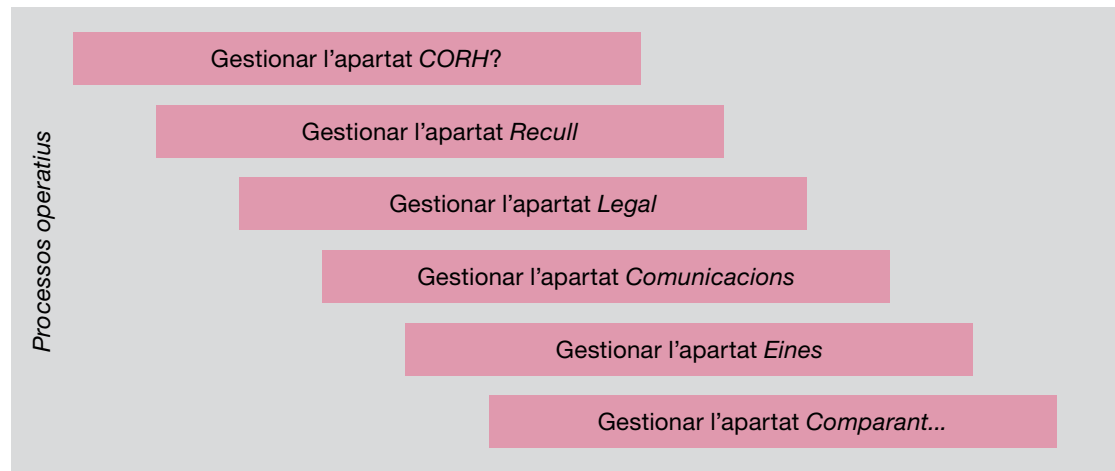 Processos operatius
Gestionar l’apartat CORH?
Gestionar l’apartat Recull
Gestionar l’apartat Legal
Gestionar l’apartat Comunicacions
Gestionar l’apartat Eines
Gestionar l’apartat Comparant...